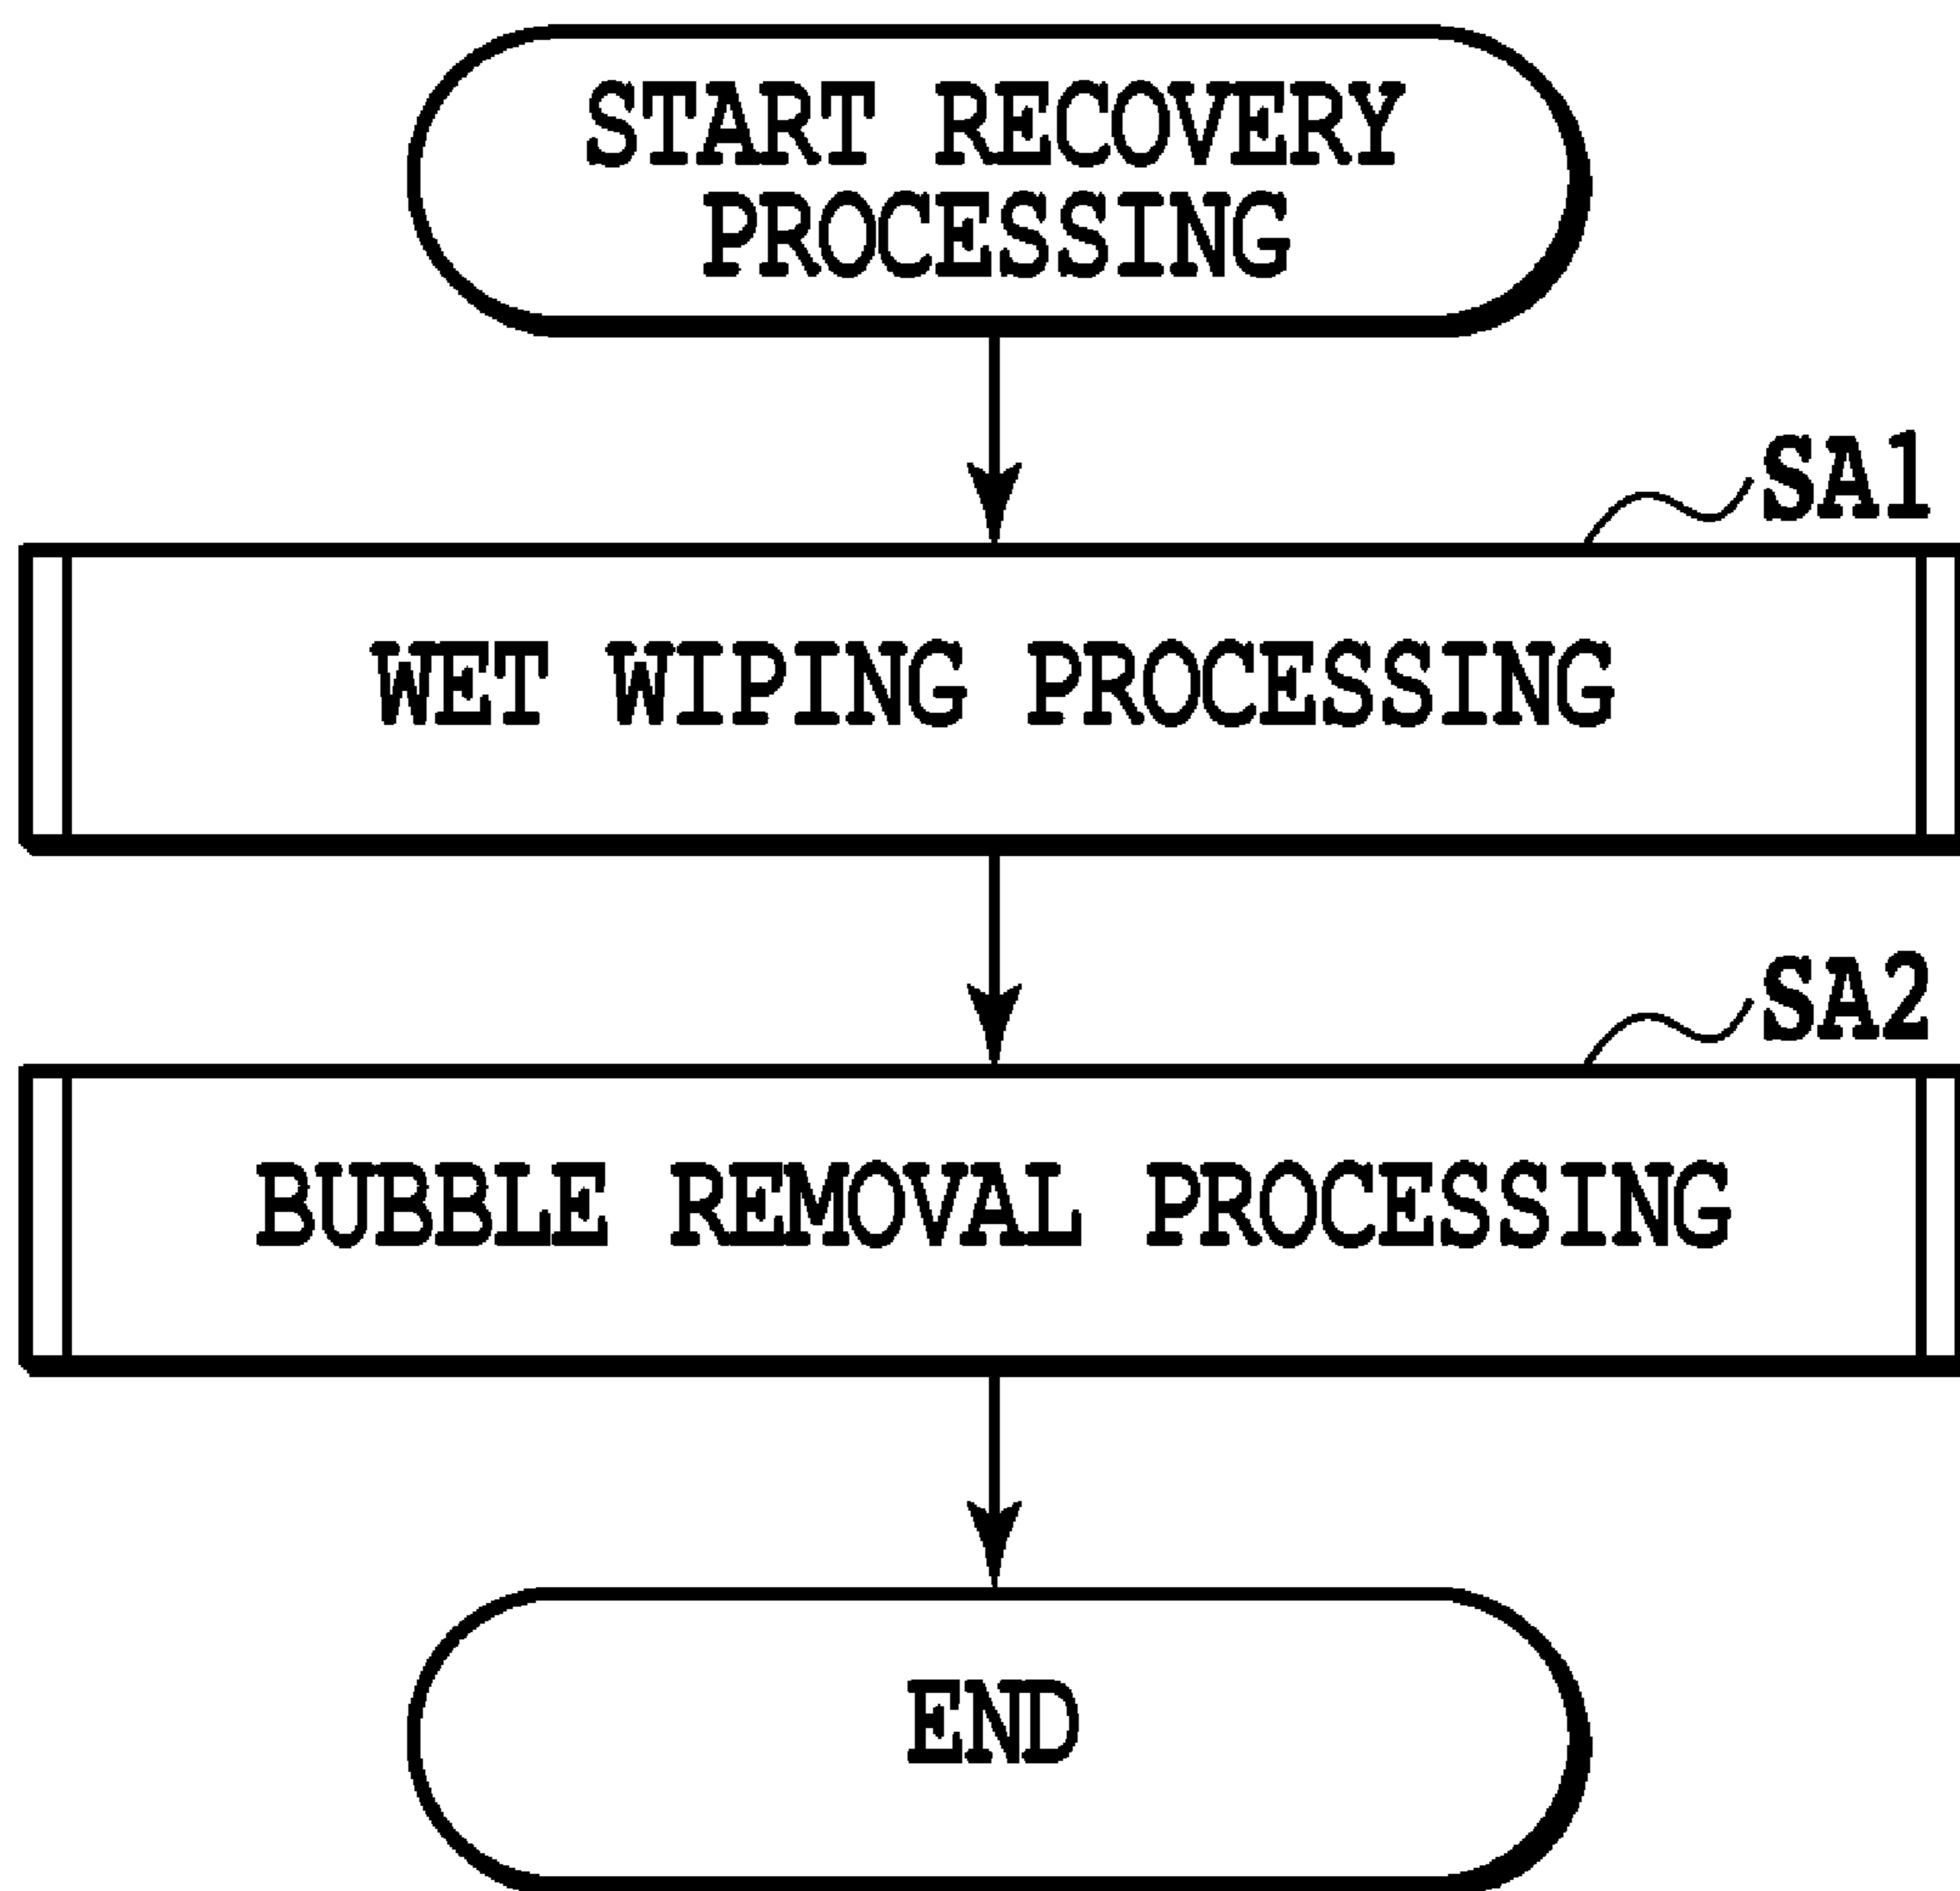 START RECOVERY
PROCESSING
SA1
WET WIPING PROCESSING
SA2
BUBBLE REMOVAL PROCESSING
END